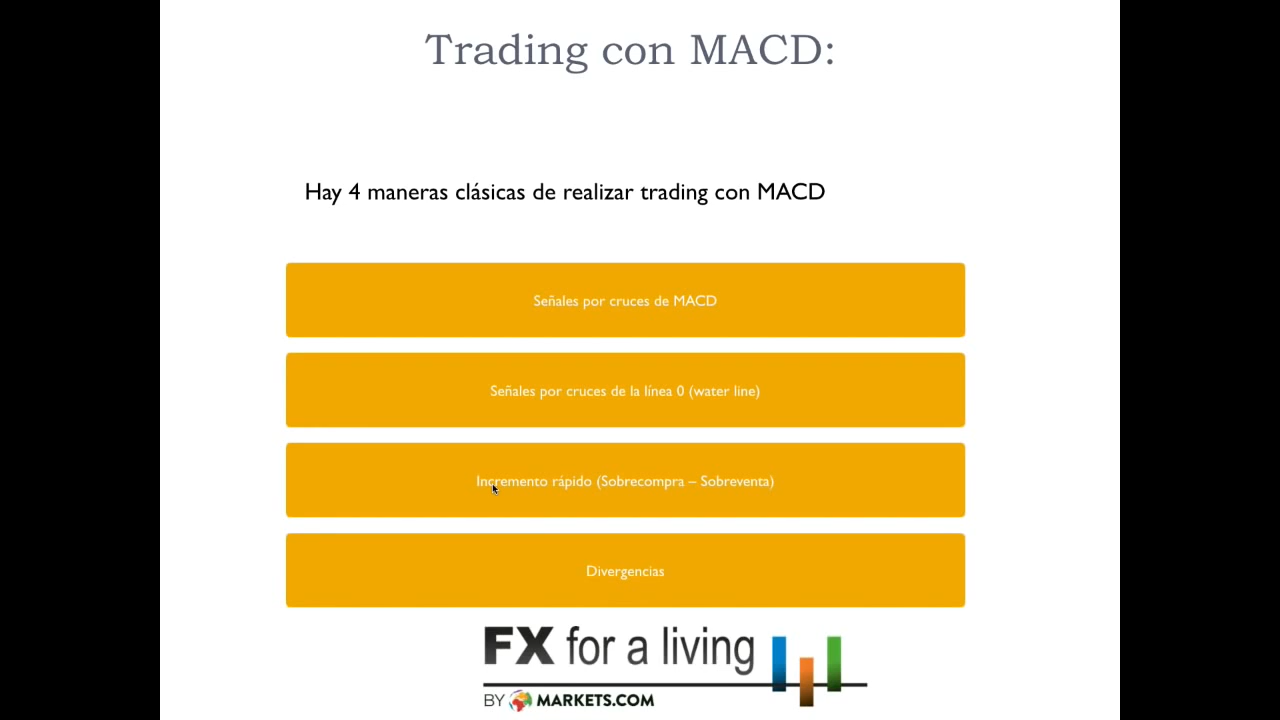 Trading con MACD:
Hay 4 maneras clásicas de realizar trading con MACD
Señales por cruces de MACD
Señales por cruces de la línea 0 (water line)
Incremento rápido (Sobrecompra – Sobreventa)
Divergencias
FX for a living
BY MARKETS.COM